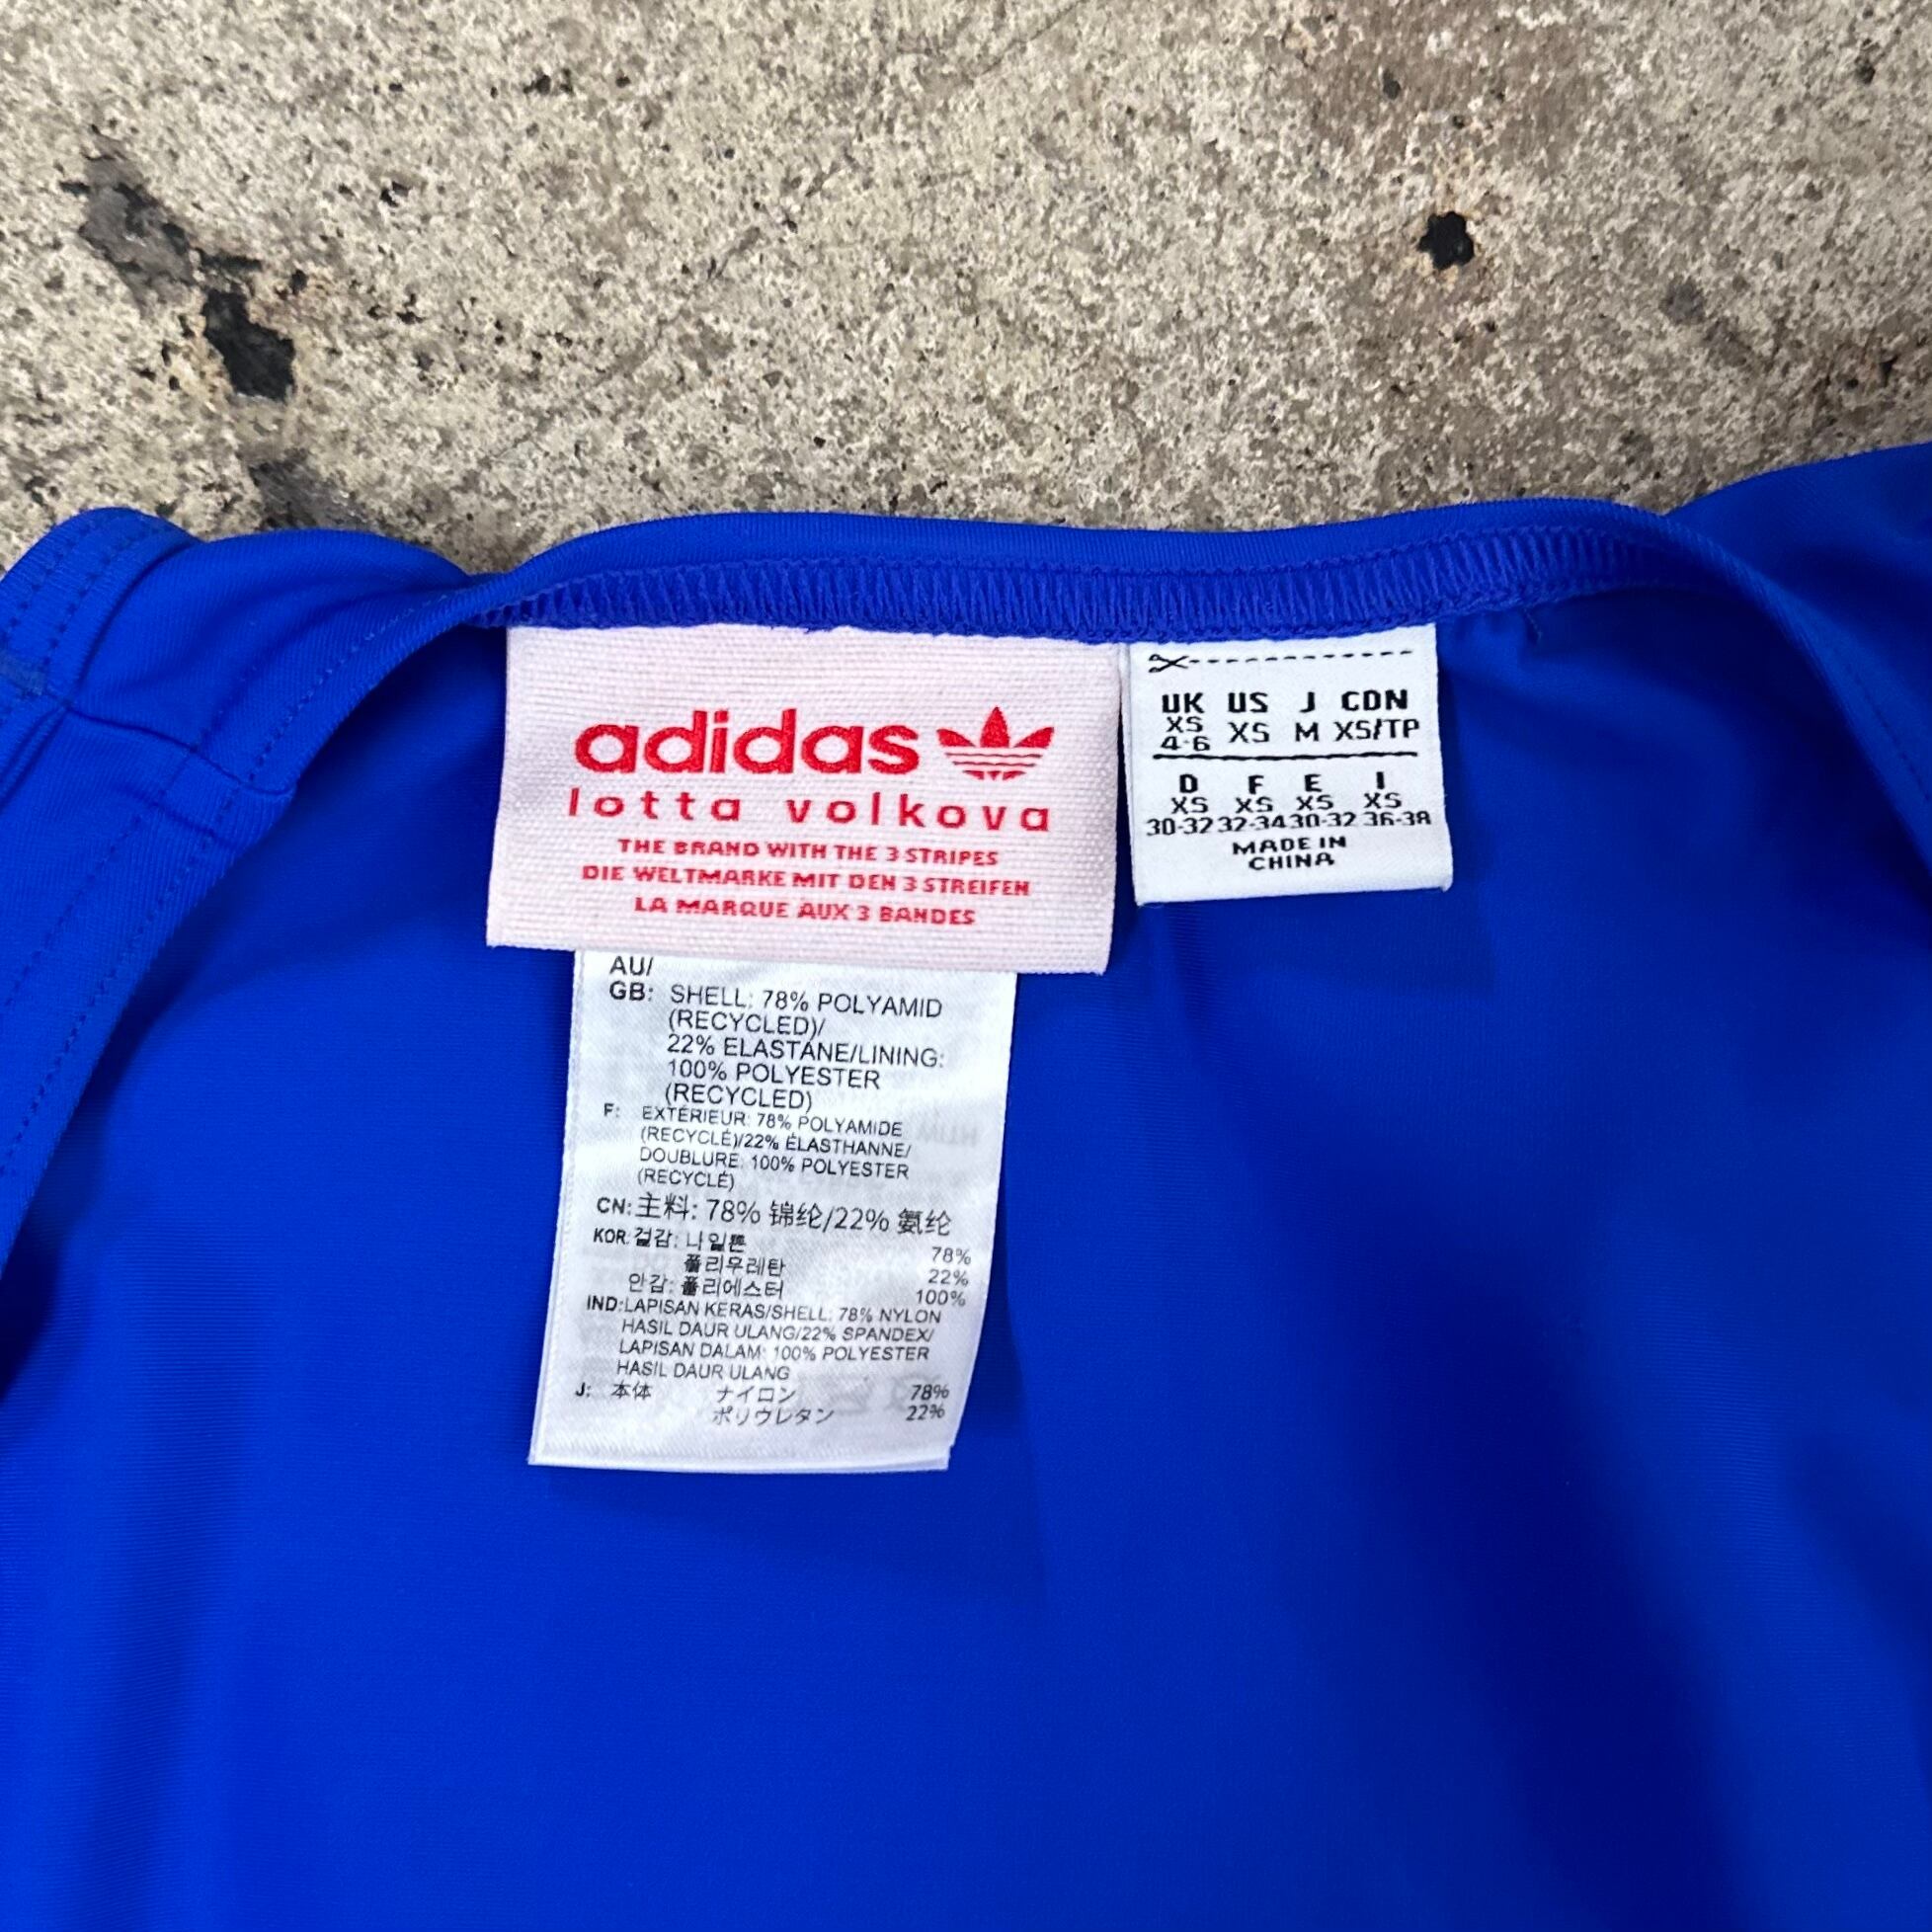 adidas
lotta volkova
THE BRAND WITH THE 3 STRIPES
DIE WELTMARKE MIT DEN 3 STREIFEN
LA MARQUE AUX 3 BANDES
UK US J CDN
XS XS M XS/TP
4-6
D F E I
XS XS XS XS
30-32 32-34 30-32 36-38
MADE IN
CHINA
AU/
GB: SHELL: 78% POLYAMID
(RECYCLED)/
22% ELASTANE/LINING:
100% POLYESTER
(RECYCLED)
F: EXTÉRIEUR: 78% POLYAMIDE
(RECYCLÉ)/22% ÉLASTHANNE/
DOUBLURE: 100% POLYESTER
(RECYCLÉ)
CN: 主料: 78% 锦纶/22% 氨纶
KOR: 겉감: 나일론 78%
폴리우레탄 22%
안감: 폴리에스터 100%
IND: LAPISAN KERAS/SHELL: 78% NYLON
HASIL DAUR ULANG/22% SPANDEX/
LAPISAN DALAM: 100% POLYESTER
HASIL DAUR ULANG
J: 本体 ナイロン 78%
ポリウレタン 22%